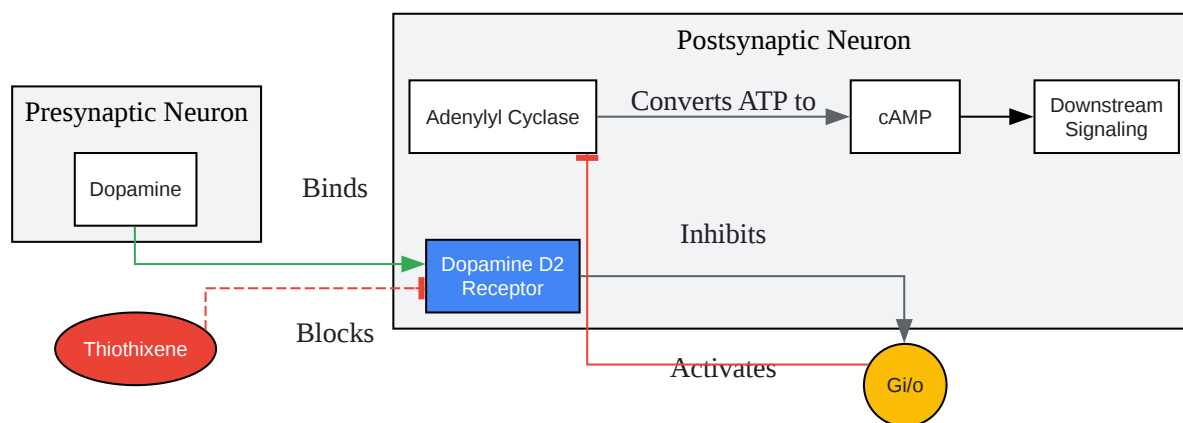 Postsynaptic Neuron
Presynaptic Neuron
Adenylyl Cyclase
Converts ATP to
cAMP
Downstream
Signaling
Dopamine
Binds
Inhibits
Dopamine D2
Receptor
Blocks
Thiothixene
Activates
Gi/o